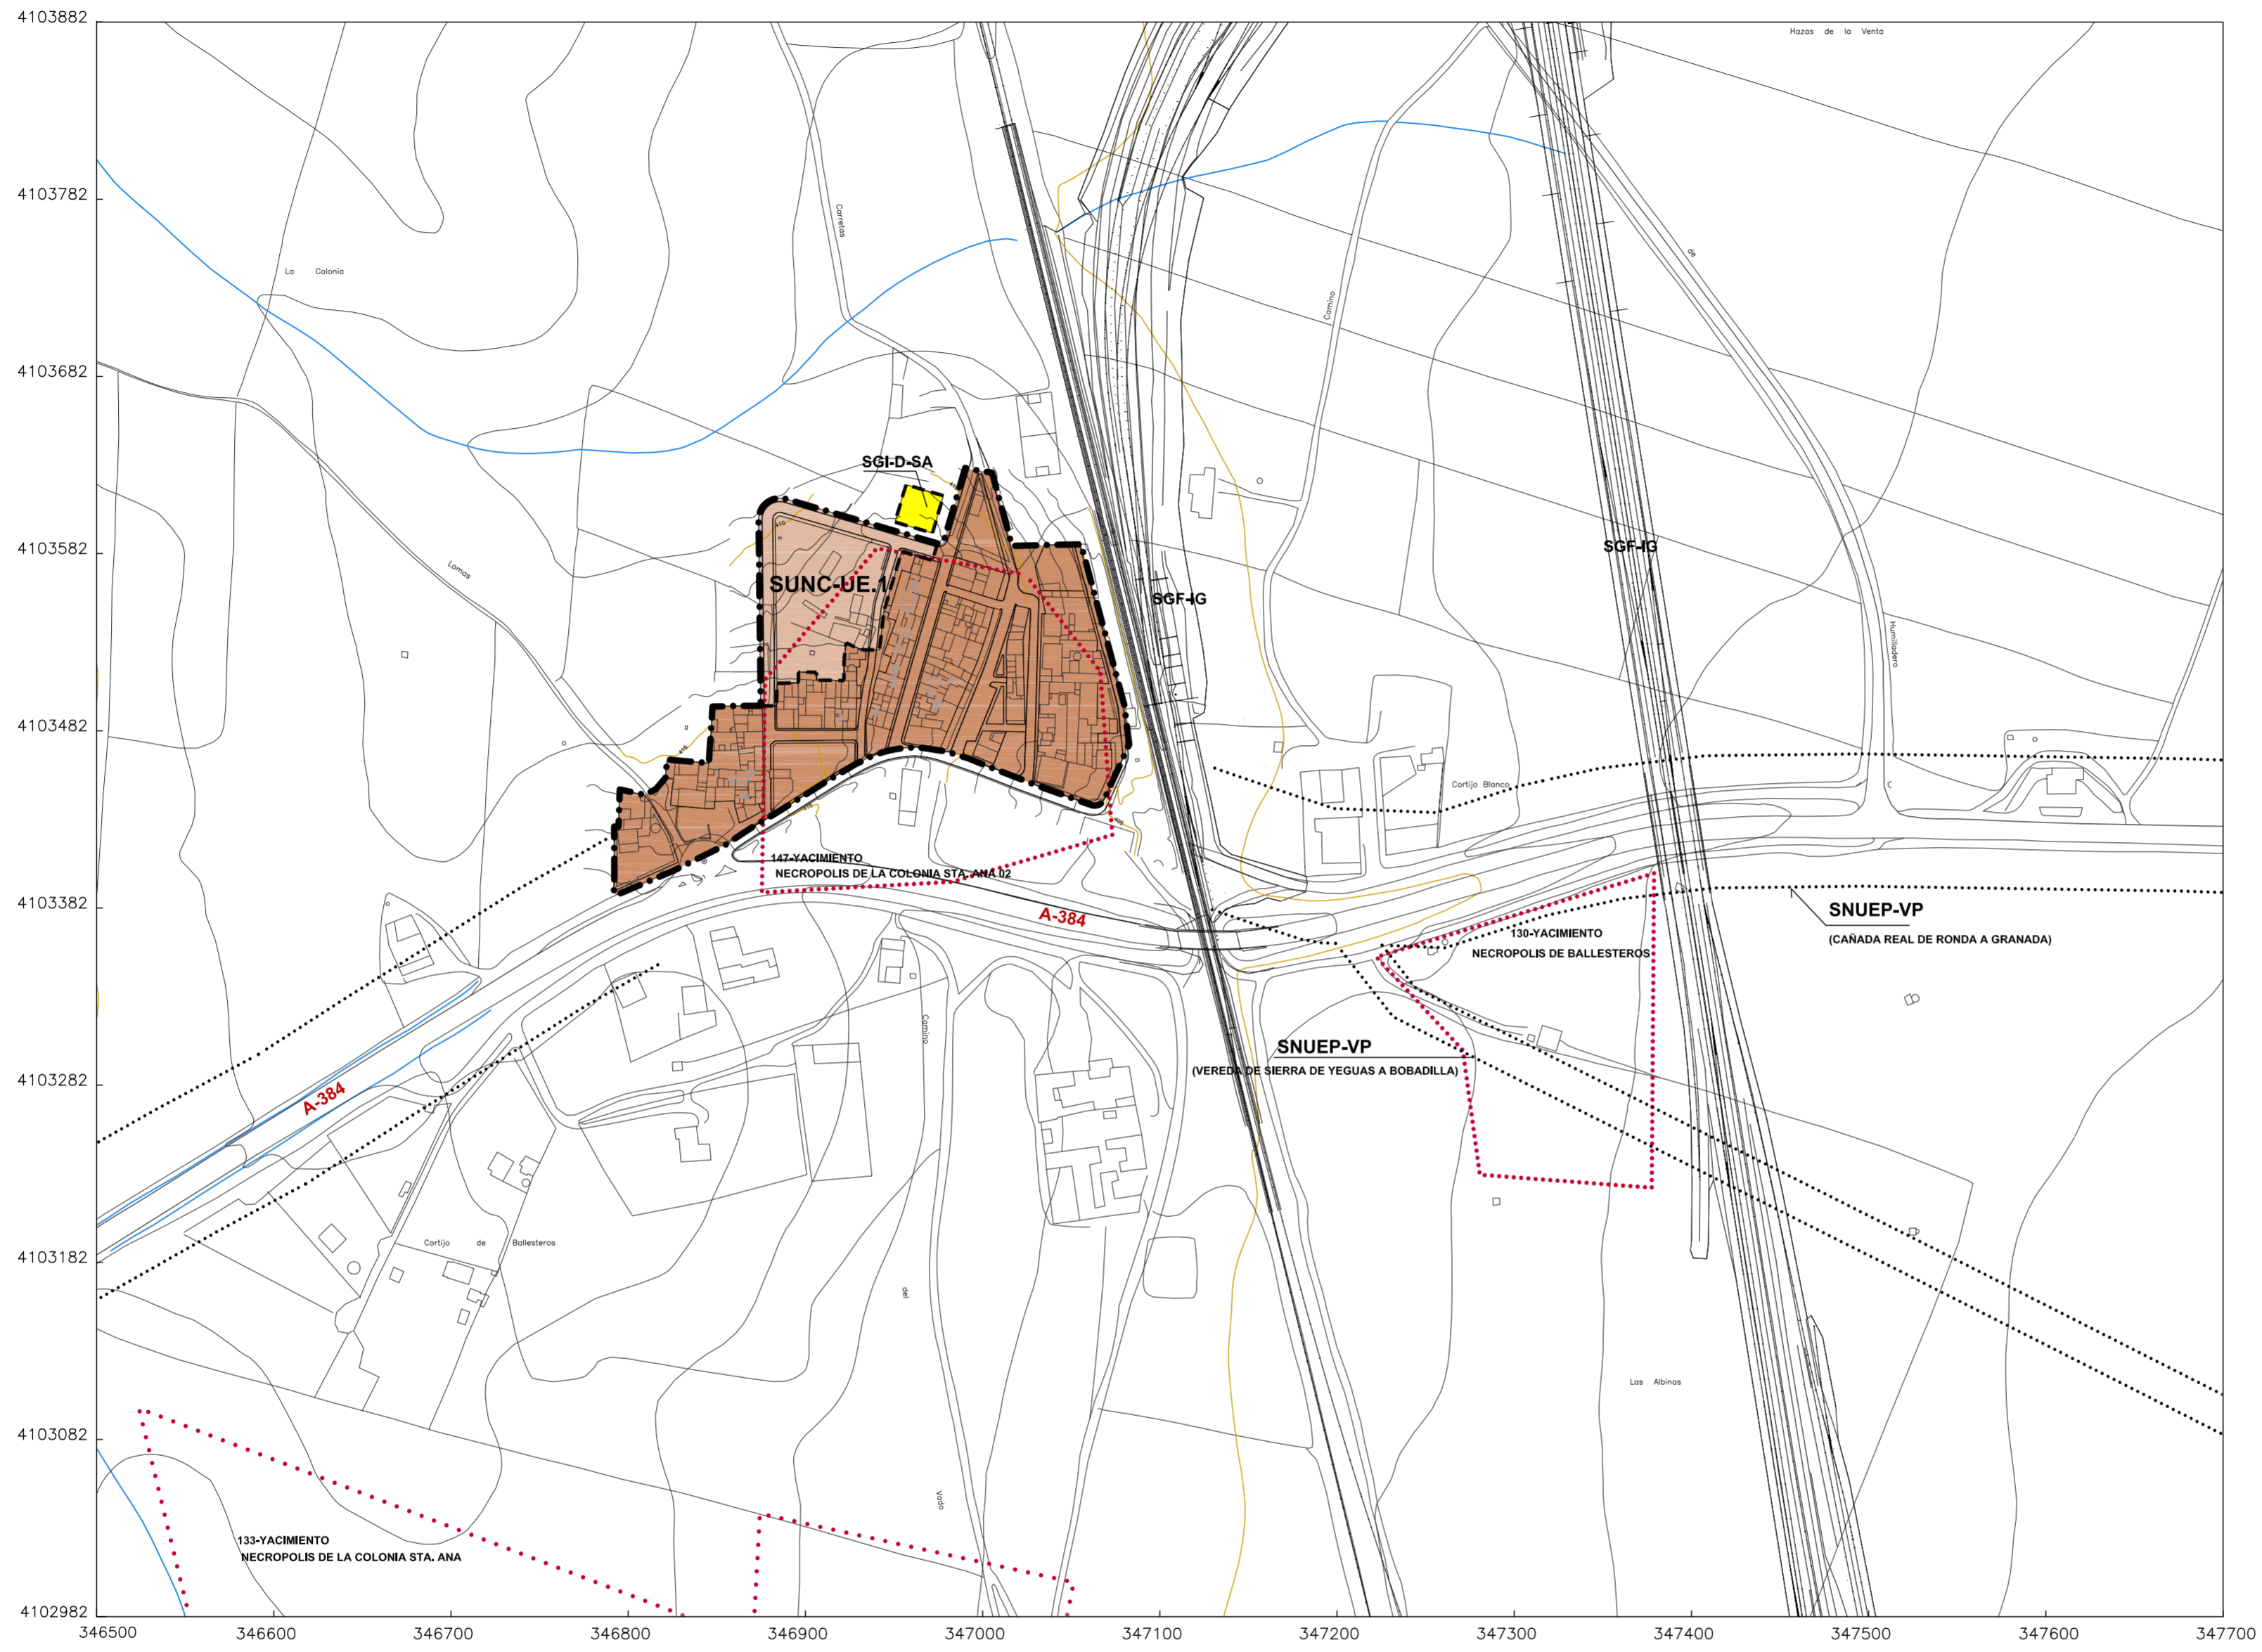 4103882
Hazas de la Venta
4103782
Carretas
de
La Colonia
Camino
4103682
SGI-D-SA
410
4103582
SGF-IG
SUNC-UE.1
Lomas
SGF-IG
Humilladero
4103482
415
Cortijo Blanco
147-YACIMIENTO
NECROPOLIS DE LA COLONIA STA. ANA 02
4103382
A-384
SNUEP-VP
(CAÑADA REAL DE RONDA A GRANADA)
130-YACIMIENTO
NECROPOLIS DE BALLESTEROS
Camino
SNUEP-VP
(VEREDA DE SIERRA DE YEGUAS A BOBADILLA)
4103282
A-384
Cortijo de Ballesteros
4103182
del
Las Albinas
4103082
Vado
133-YACIMIENTO
NECROPOLIS DE LA COLONIA STA. ANA
4102982
346500 346600 346700 346800 346900 347000 347100 347200 347300 347400 347500 347600 347700